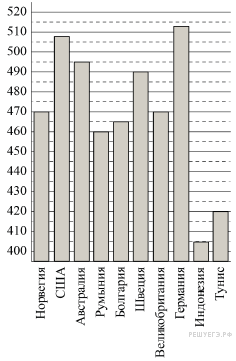 520
510
500
490
480
470
460
450
440
430
420
410
400
Норвегия
США
Австралия
Румыния
Болгария
Швеция
Великобритания
Германия
Индонезия
Тунис
РЕШУЕГЭ.РФ